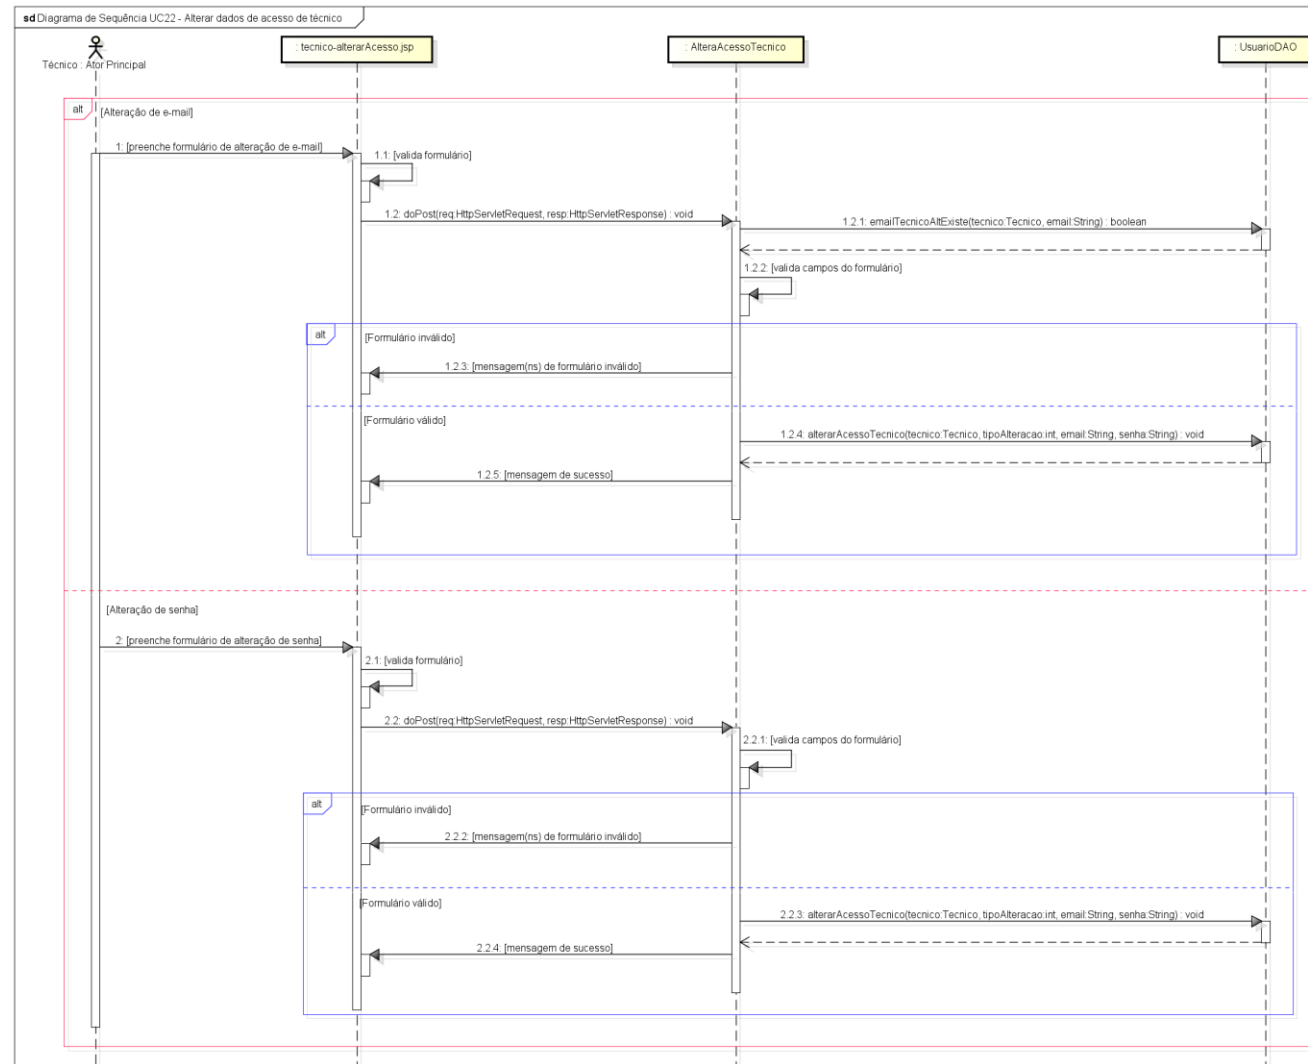 sd Diagrama de Sequência UC22 - Alterar dados de acesso de técnico
Técnico : Ator Principal
: tecnico-alterarAcesso.jsp
: AlteraAcessoTecnico
: UsuarioDAO
alt
[Alteração de e-mail]
1: [preenche formulário de alteração de e-mail]
1.1: [valida formulário]
1.2: doPost(req:HttpServletRequest, resp:HttpServletResponse) : void
1.2.1: emailTecnicoAltExiste(tecnico:Tecnico, email:String) : boolean
1.2.2: [valida campos do formulário]
alt
[Formulário inválido]
1.2.3: [mensagem(ns) de formulário inválido]
[Formulário válido]
1.2.4: alterarAcessoTecnico(tecnico:Tecnico, tipoAlteracao:int, email:String, senha:String) : void
1.2.5: [mensagem de sucesso]
[Alteração de senha]
2: [preenche formulário de alteração de senha]
2.1: [valida formulário]
2.2: doPost(req:HttpServletRequest, resp:HttpServletResponse) : void
2.2.1: [valida campos do formulário]
alt
[Formulário inválido]
2.2.2: [mensagem(ns) de formulário inválido]
[Formulário válido]
2.2.3: alterarAcessoTecnico(tecnico:Tecnico, tipoAlteracao:int, email:String, senha:String) : void
2.2.4: [mensagem de sucesso]